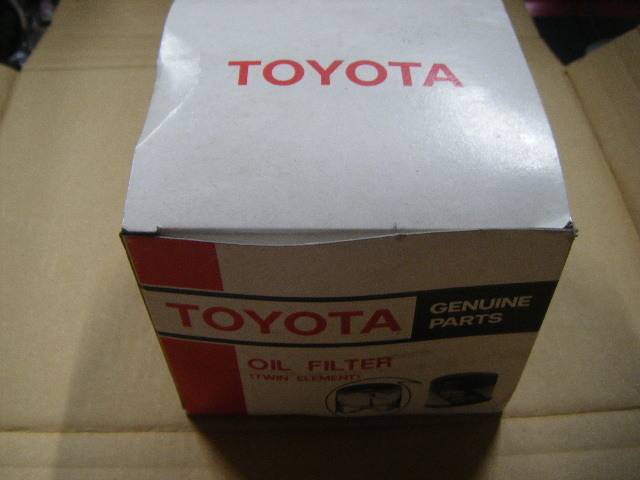 TOYOTA
TOYOTA
GENUINE
PARTS
OIL FILTER
(TWIN ELEMENT)